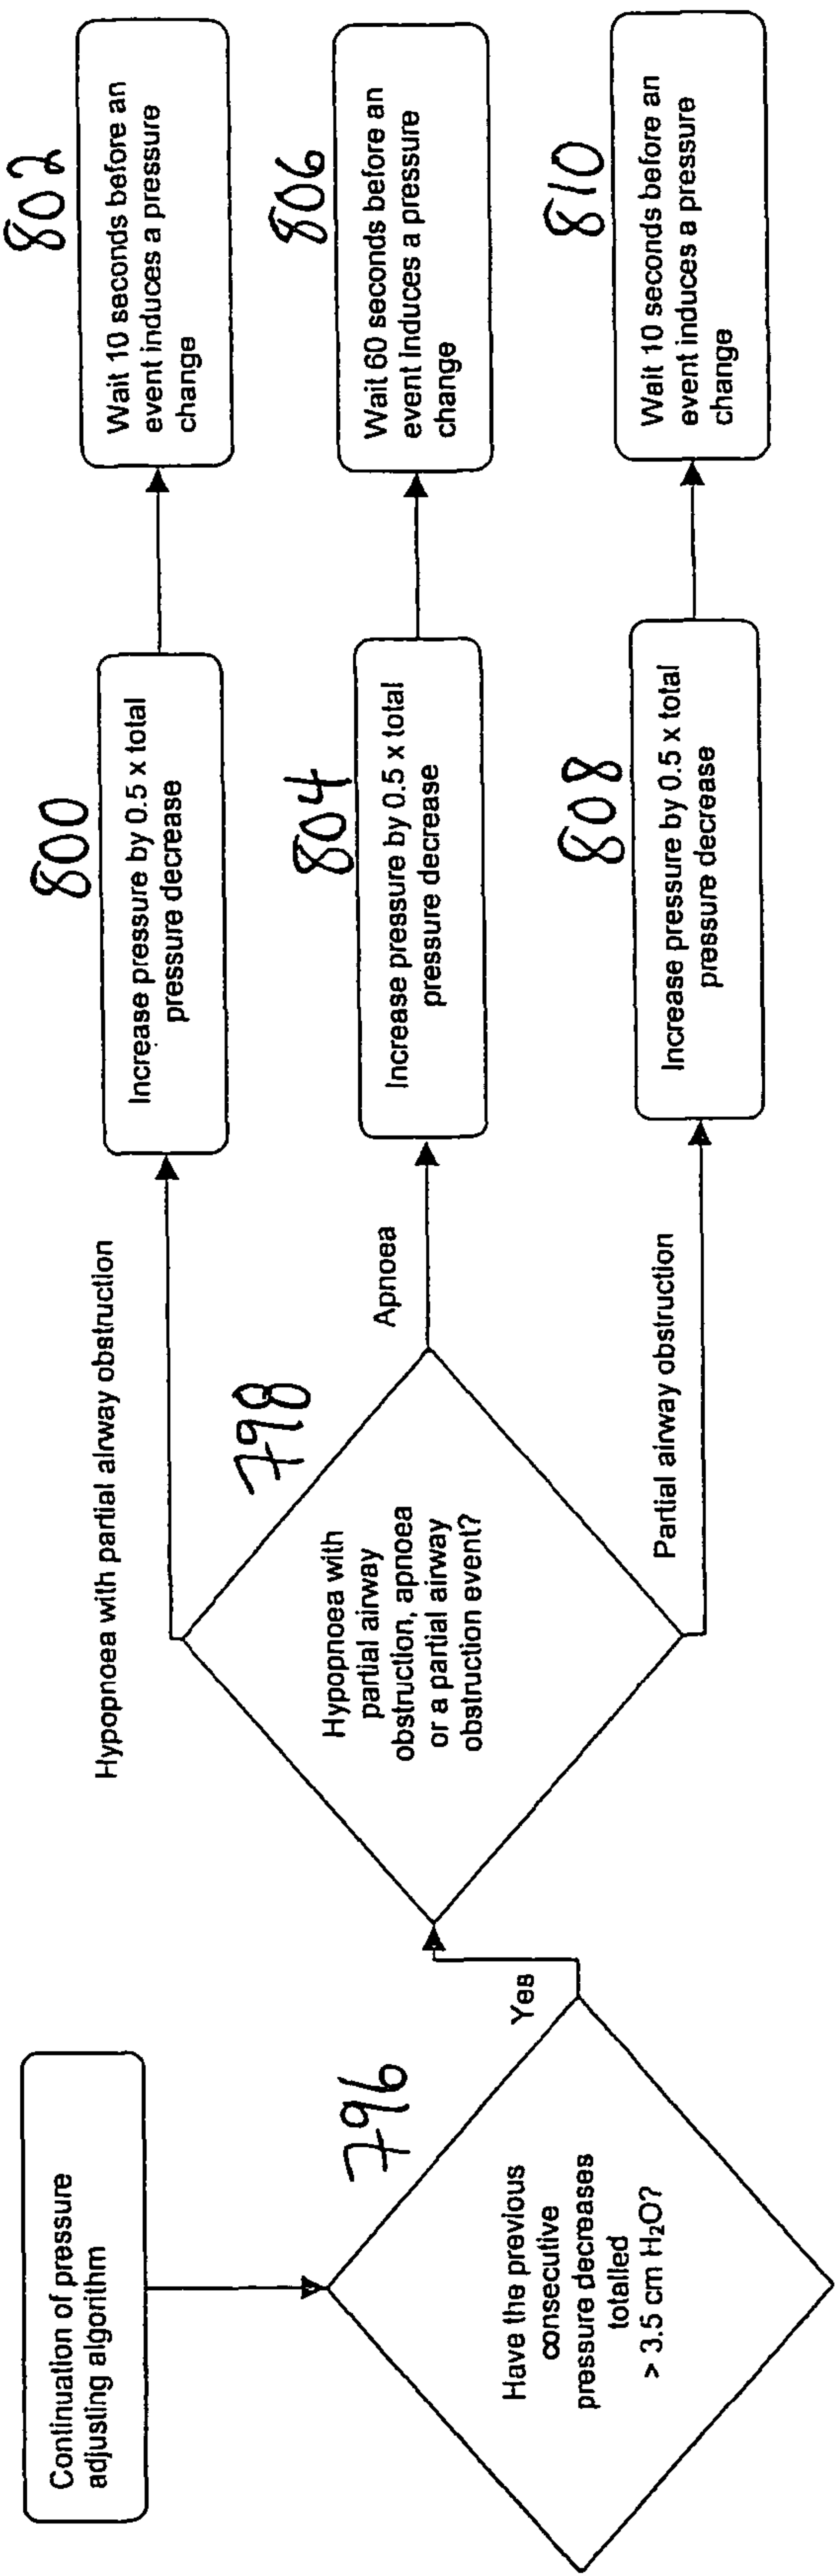 Continuation of pressure
adjusting algorithm
796
Have the previous
consecutive
pressure decreases
totalled
> 3.5 cm H₂O?
Yes
798
Hypopnoea with
partial airway
obstruction, apnoea
or a partial airway
obstruction event?
Hypopnoea with partial airway obstruction
800
Increase pressure by 0.5 x total
pressure decrease
802
Wait 10 seconds before an
event induces a pressure
change
Apnoea
804
Increase pressure by 0.5 x total
pressure decrease
806
Wait 60 seconds before an
event induces a pressure
change
Partial airway obstruction
808
Increase pressure by 0.5 x total
pressure decrease
810
Wait 10 seconds before an
event induces a pressure
change